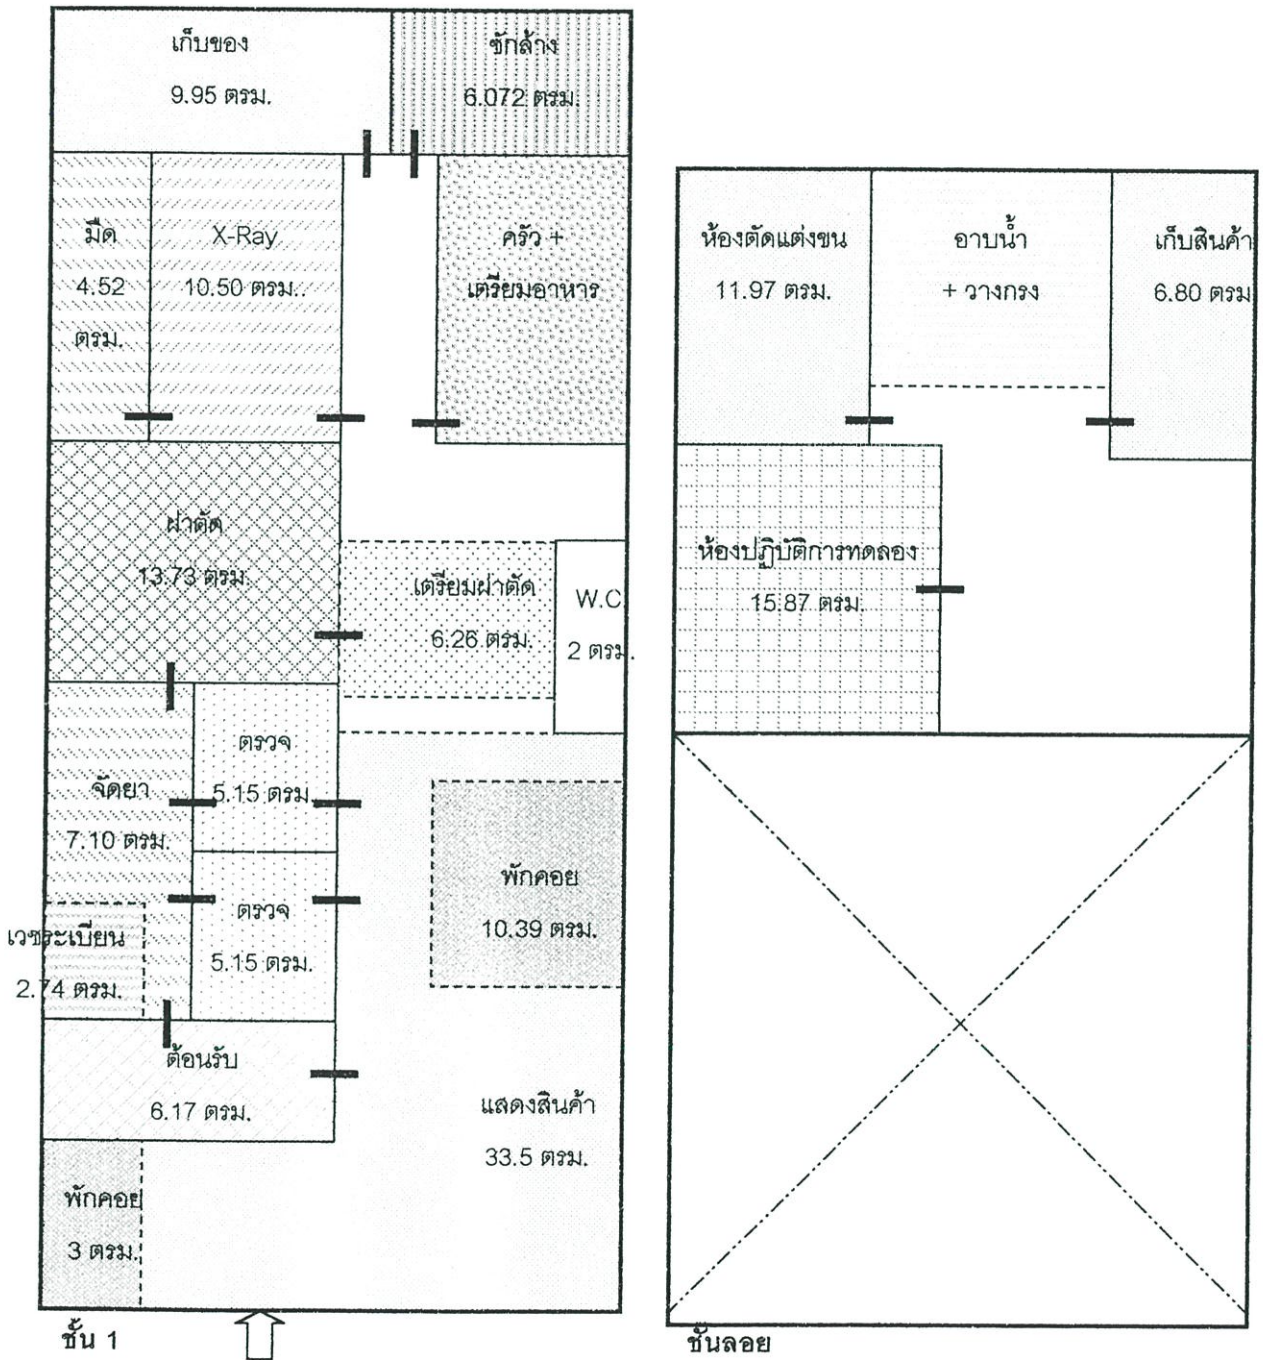 เก็บของ
9.95 ตรม.
ซักล้าง
6.072 ตรม.
มืด
4.52
ตรม.
X-Ray
10.50 ตรม..
ครัว +
เตรียมอาหาร
ฝ่าตัด
13.73 ตรม
เตรียมฝ่าตัด
6.26 ตรม.
W.C
2 ตรม.
จัดยา
7.10 ตรม.
ตรวจ
5.15 ตรม
ตรวจ
5.15 ตรม.
พักคอย
10.39 ตรม.
เวชระเบียน
2.74 ตรม.
ต้อนรับ
6.17 ตรม.
แสดงสินค้า
33.5 ตรม.
พักคอย
3 ตรม.
ชั้น 1
ห้องตัดแต่งขน
11.97 ตรม.
อาบน้ำ
+ วางกรง
เก็บสินค้า
6.80 ตรม
ห้องปฏิบัติการทดลอง
15.87 ตรม.
ชั้นลอย